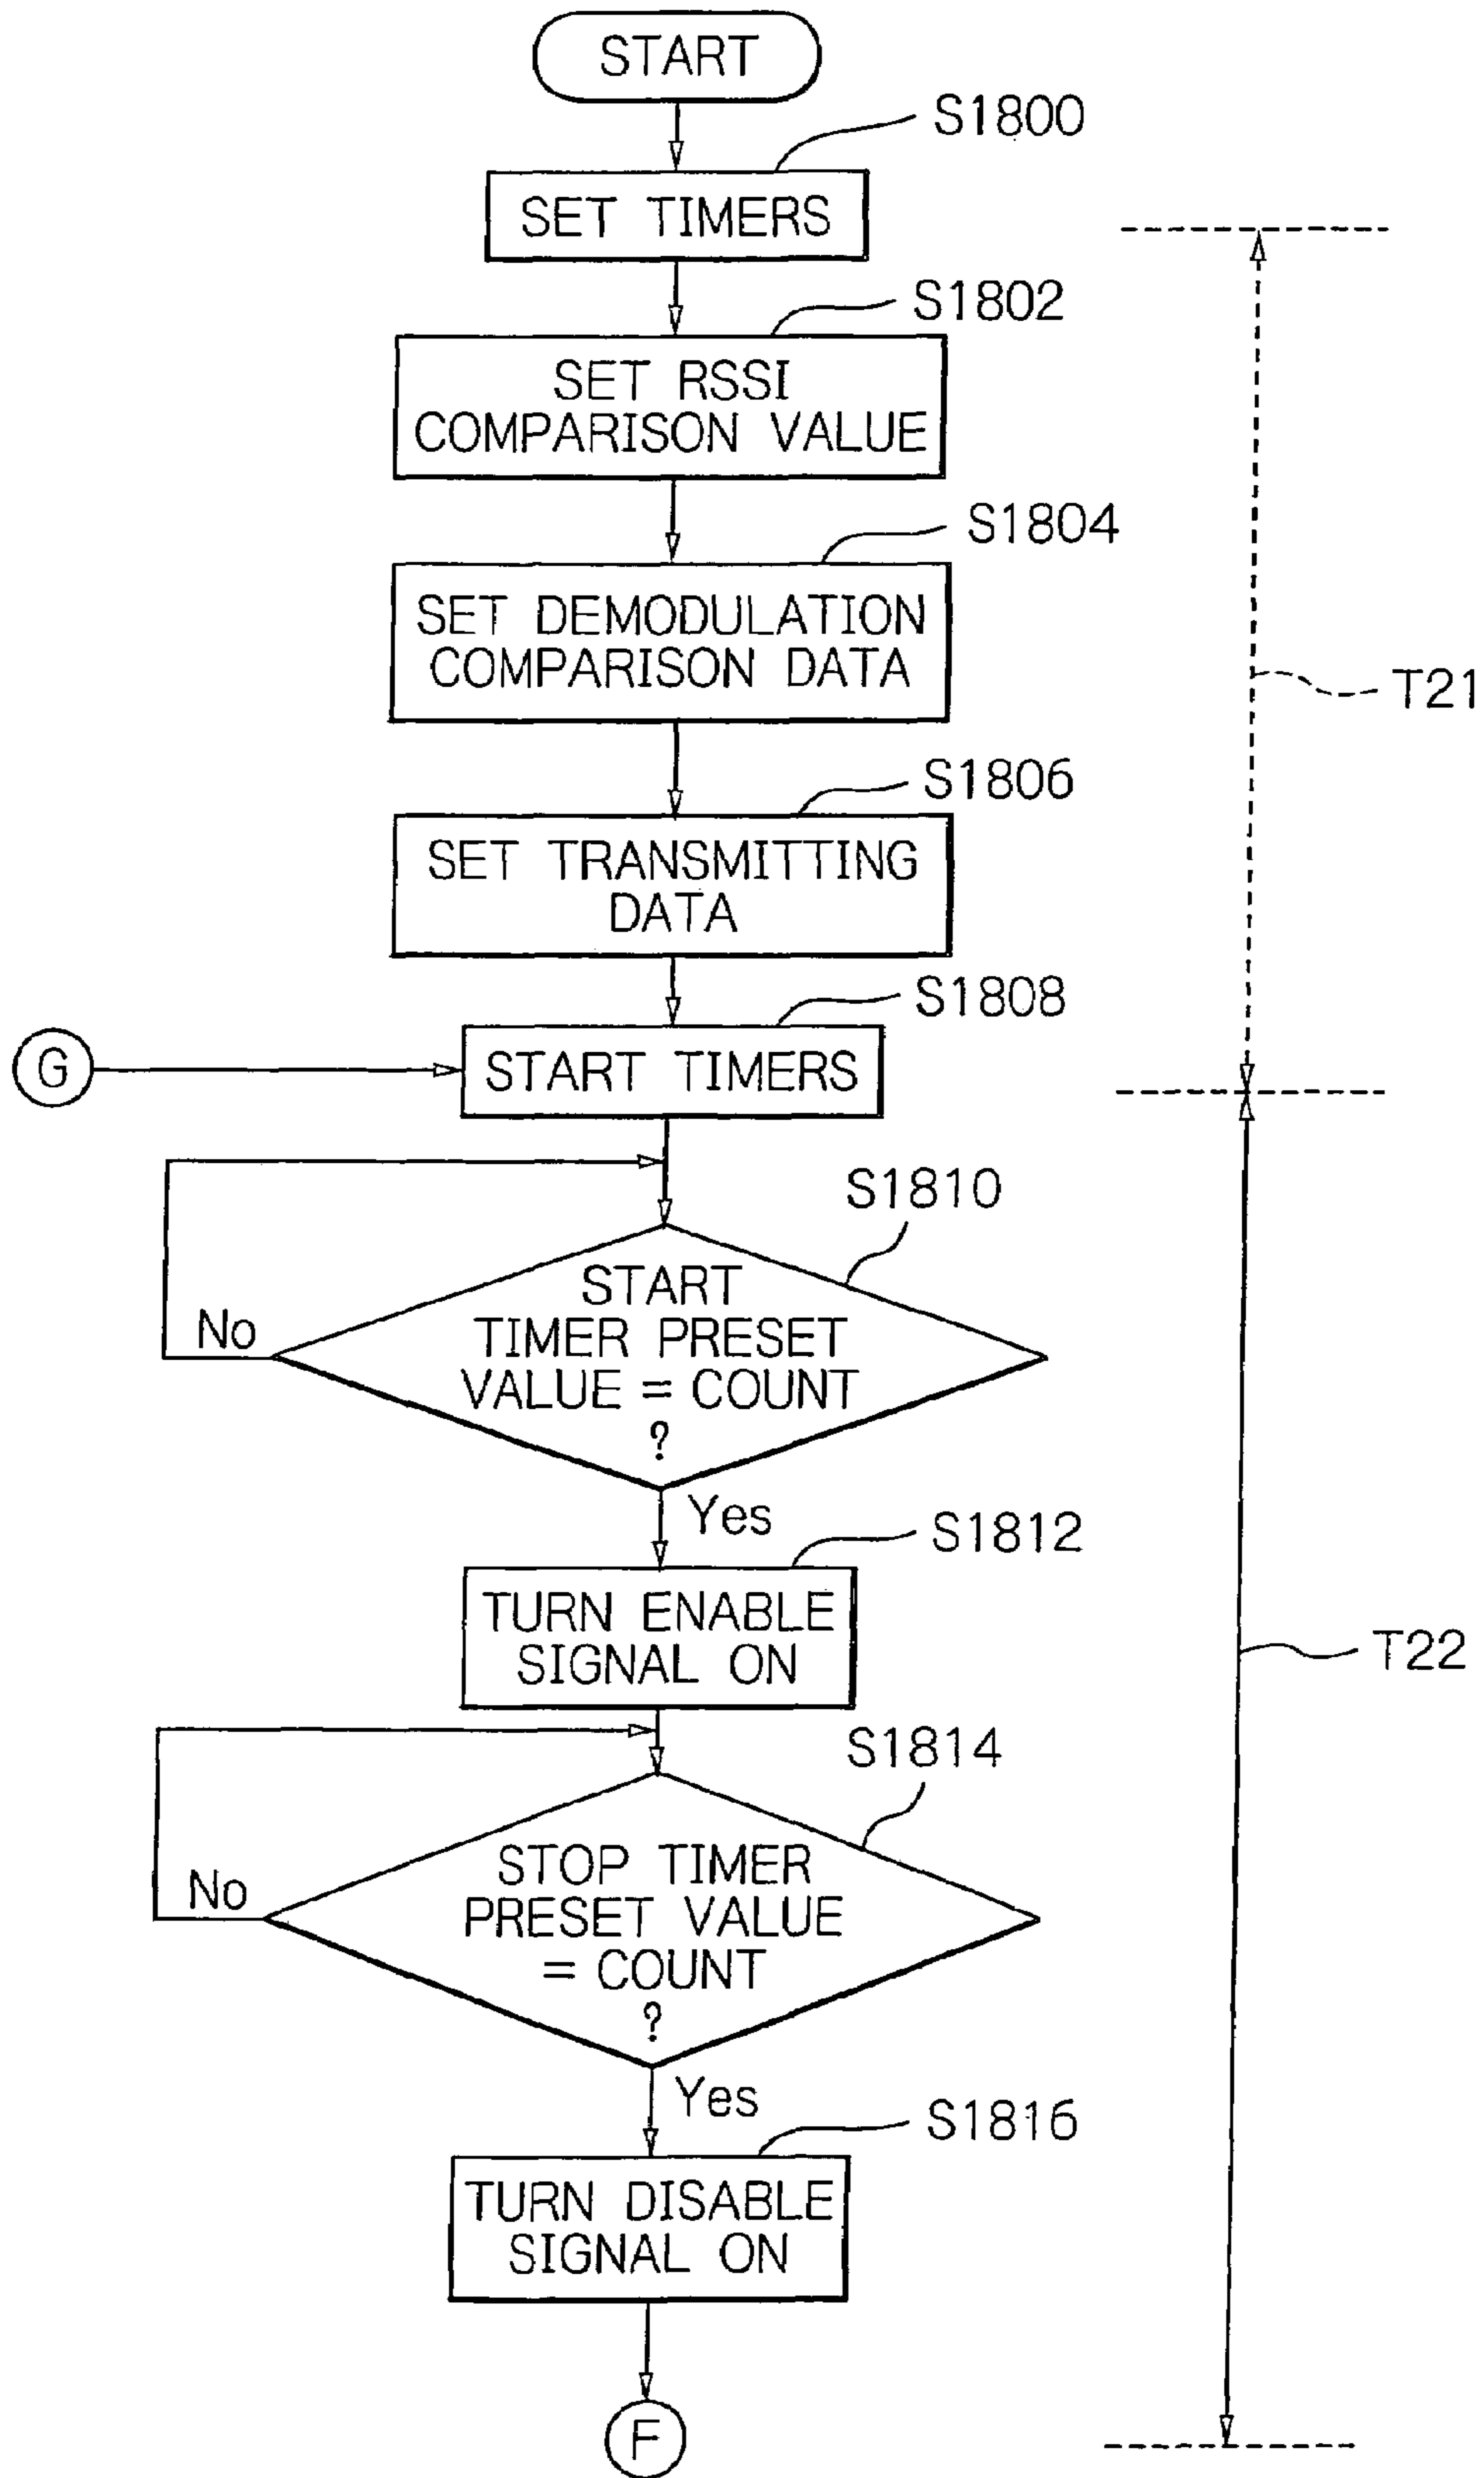 START
S1800
SET TIMERS
S1802
SET RSSI
COMPARISON VALUE
S1804
SET DEMODULATION
COMPARISON DATA
T21
S1806
SET TRANSMITTING
DATA
S1808
G
START TIMERS
S1810
START
TIMER PRESET
VALUE = COUNT
?
No
Yes
S1812
TURN ENABLE
SIGNAL ON
T22
S1814
STOP TIMER
PRESET VALUE
= COUNT
?
No
Yes
S1816
TURN DISABLE
SIGNAL ON
F